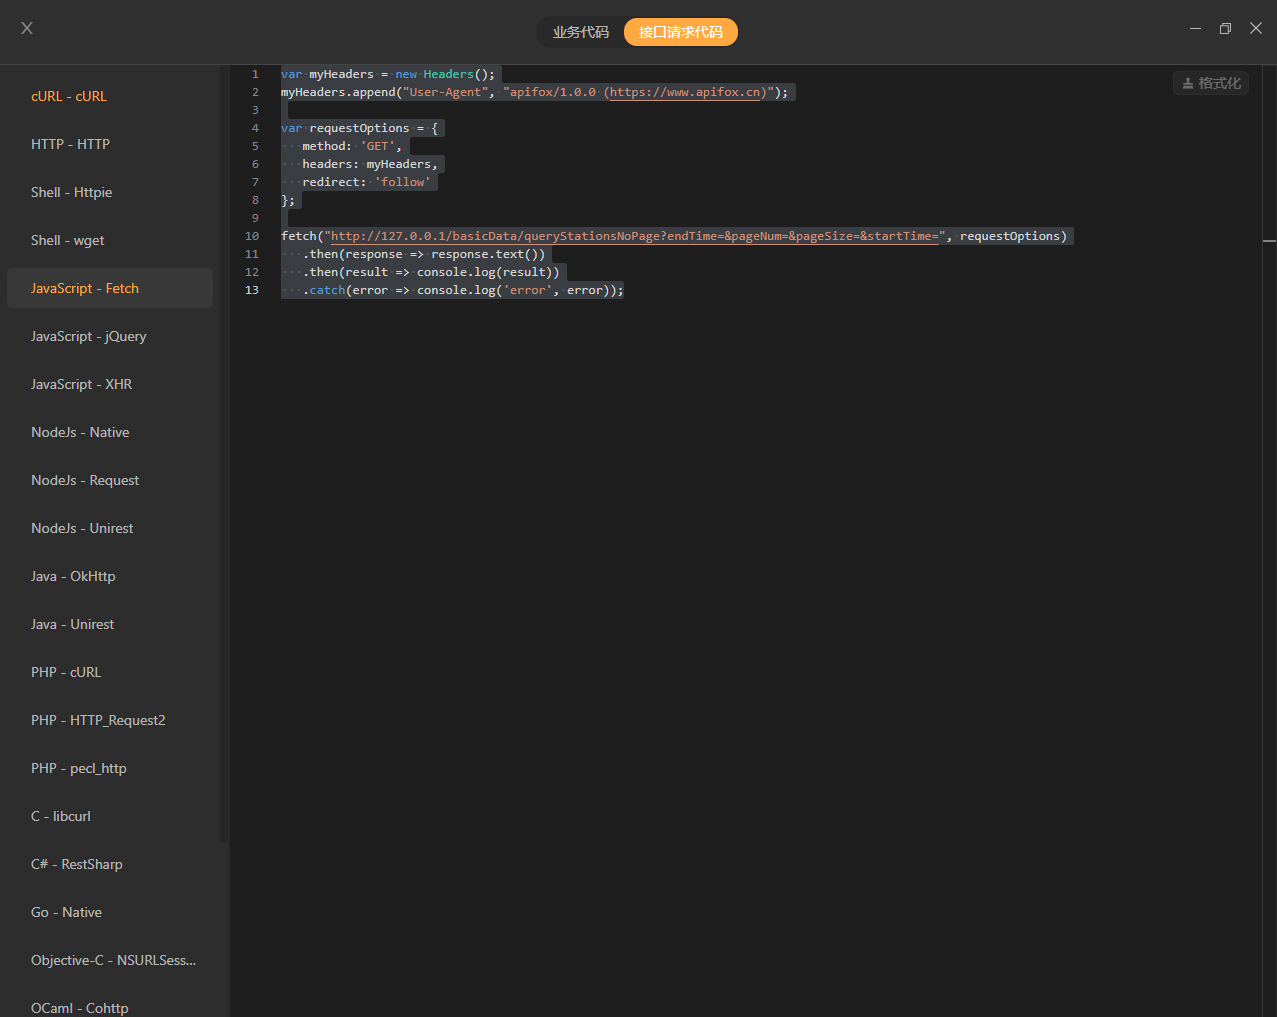 业务代码
接口请求代码
格式化
cURL - cURL
HTTP - HTTP
Shell - Httpie
Shell - wget
JavaScript - Fetch
JavaScript - jQuery
JavaScript - XHR
NodeJs - Native
NodeJs - Request
NodeJs - Unirest
Java - OkHttp
Java - Unirest
PHP - cURL
PHP - HTTP_Request2
PHP - pecl_http
C - libcurl
C# - RestSharp
Go - Native
Objective-C - NSURLSess...
OCaml - Cohttp
1 var myHeaders = new Headers();
2 myHeaders.append("User-Agent", "apifox/1.0.0 (https://www.apifox.cn)");
3
4 var requestOptions = {
5    method: 'GET',
6    headers: myHeaders,
7    redirect: 'follow'
8 };
9
10 fetch("http://127.0.0.1/basicData/queryStationsNoPage?endTime=&pageNum=&pageSize=&startTime=", requestOptions)
11    .then(response => response.text())
12    .then(result => console.log(result))
13    .catch(error => console.log('error', error));